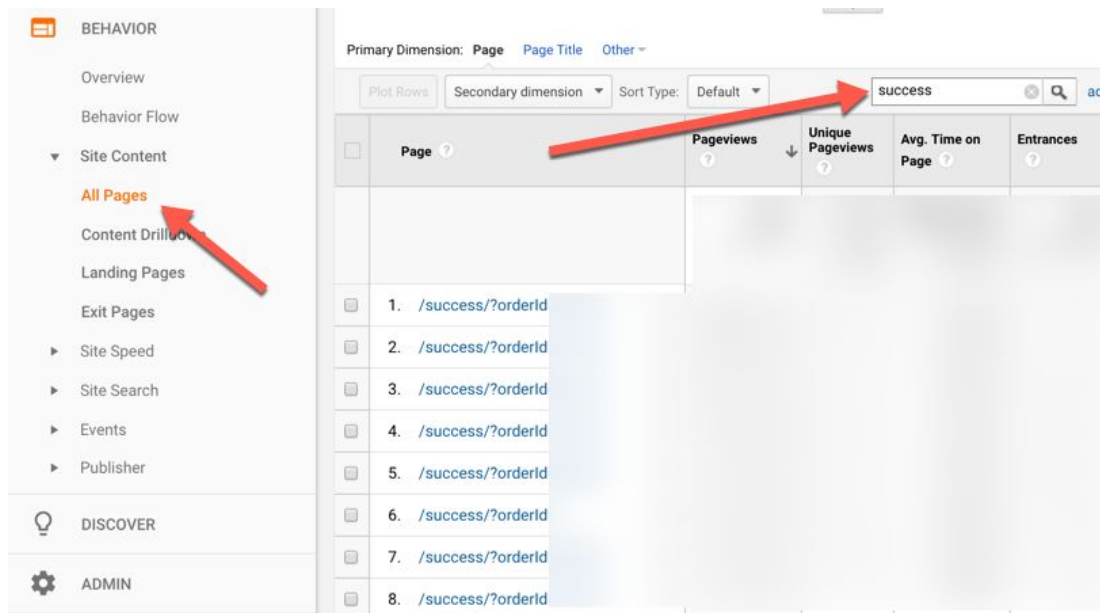 BEHAVIOR
Overview
Behavior Flow
Site Content
All Pages
Content Drilldown
Landing Pages
Exit Pages
Site Speed
Site Search
Events
Publisher
DISCOVER
ADMIN
Primary Dimension: Page Page Title Other
Plot Rows Secondary dimension Sort Type: Default success
Page Pageviews Unique Pageviews Avg. Time on Page Entrances
1. /success/?orderId
2. /success/?orderId
3. /success/?orderId
4. /success/?orderId
5. /success/?orderId
6. /success/?orderId
7. /success/?orderId
8. /success/?orderId